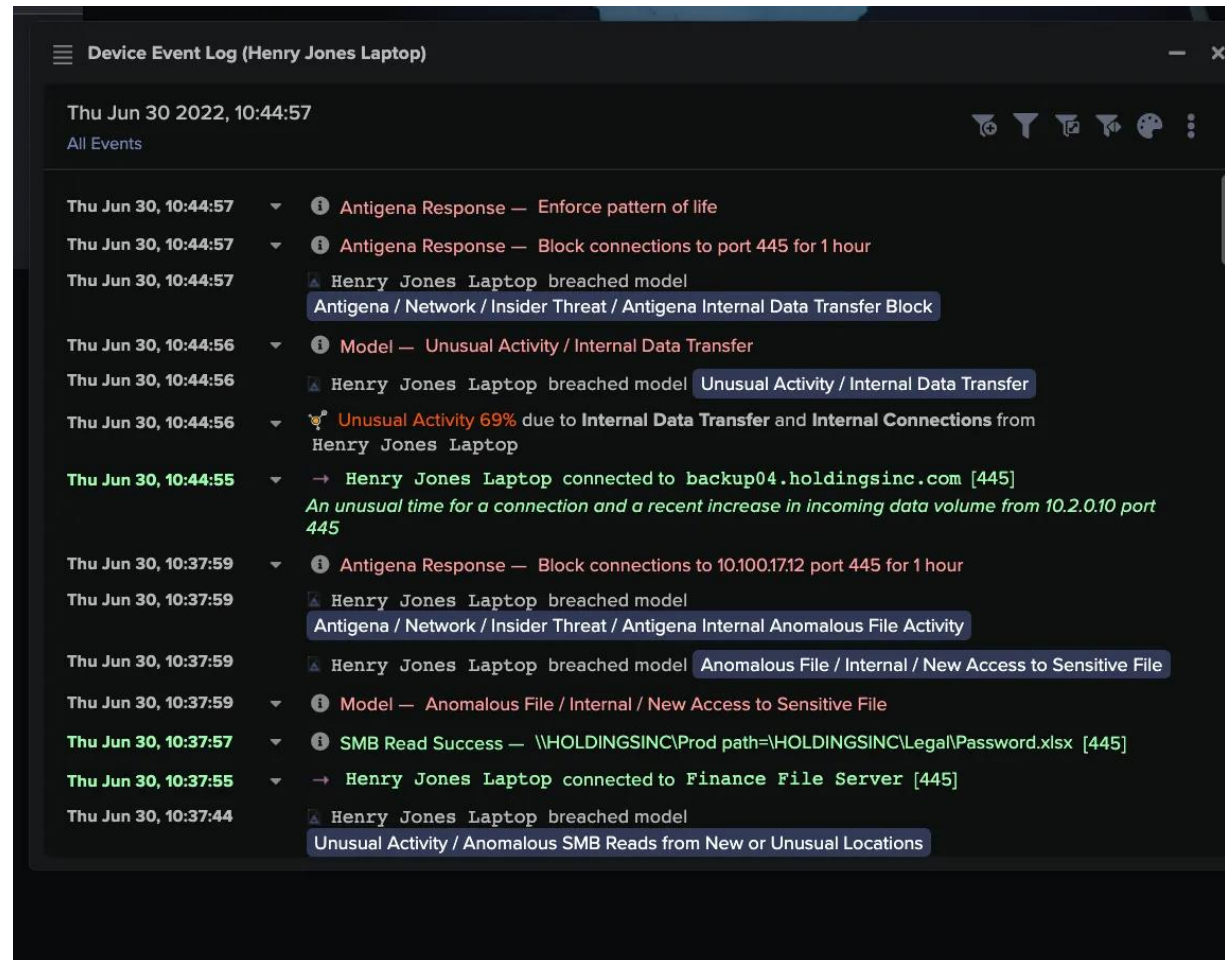 Device Event Log (Henry Jones Laptop)
Thu Jun 30 2022, 10:44:57
All Events
Thu Jun 30, 10:44:57 Antigena Response — Enforce pattern of life
Thu Jun 30, 10:44:57 Antigena Response — Block connections to port 445 for 1 hour
Thu Jun 30, 10:44:57 Henry Jones Laptop breached model
Antigena / Network / Insider Threat / Antigena Internal Data Transfer Block
Thu Jun 30, 10:44:56 Model — Unusual Activity / Internal Data Transfer
Thu Jun 30, 10:44:56 Henry Jones Laptop breached model Unusual Activity / Internal Data Transfer
Thu Jun 30, 10:44:56 Unusual Activity 69% due to Internal Data Transfer and Internal Connections from
Henry Jones Laptop
Thu Jun 30, 10:44:55 → Henry Jones Laptop connected to backup04.holdingsinc.com [445]
An unusual time for a connection and a recent increase in incoming data volume from 10.2.0.10 port
445
Thu Jun 30, 10:37:59 Antigena Response — Block connections to 10.100.17.12 port 445 for 1 hour
Thu Jun 30, 10:37:59 Henry Jones Laptop breached model
Antigena / Network / Insider Threat / Antigena Internal Anomalous File Activity
Thu Jun 30, 10:37:59 Henry Jones Laptop breached model Anomalous File / Internal / New Access to Sensitive File
Thu Jun 30, 10:37:59 Model — Anomalous File / Internal / New Access to Sensitive File
Thu Jun 30, 10:37:57 SMB Read Success — \\HOLDINGSINC\Prod path=\HOLDINGSINC\Legal\Password.xlsx [445]
Thu Jun 30, 10:37:55 → Henry Jones Laptop connected to Finance File Server [445]
Thu Jun 30, 10:37:44 Henry Jones Laptop breached model
Unusual Activity / Anomalous SMB Reads from New or Unusual Locations